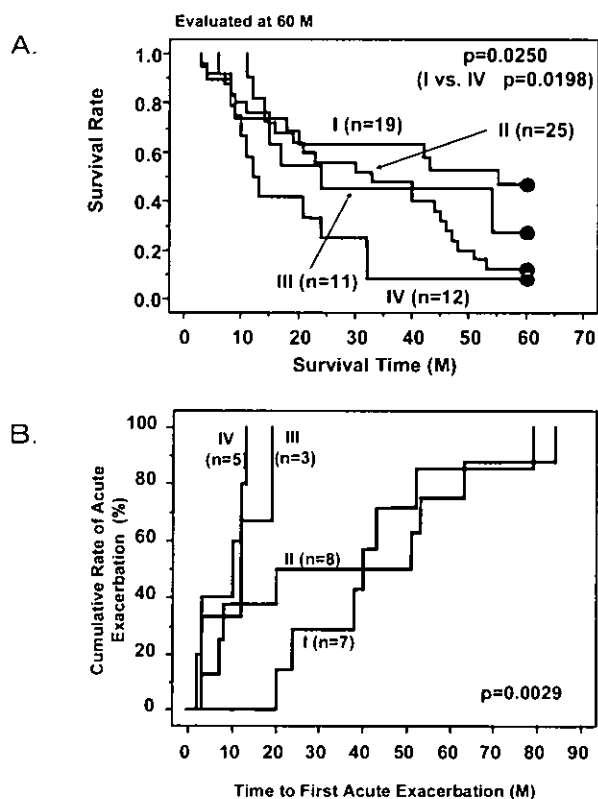 Evaluated at 60 M
A.
p=0.0250
(I vs. IV p=0.0198)
Survival Rate
1.0
0.8
0.6
0.4
0.2
0.0
I (n=19)
II (n=25)
III (n=11)
IV (n=12)
0 10 20 30 40 50 60 70
Survival Time (M)
B.
Cumulative Rate of Acute
Exacerbation (%)
100
80
60
40
20
0
IV
(n=5)
III
(n=3)
II (n=8)
I (n=7)
p=0.0029
0 10 20 30 40 50 60 70 80 90
Time to First Acute Exacerbation (M)